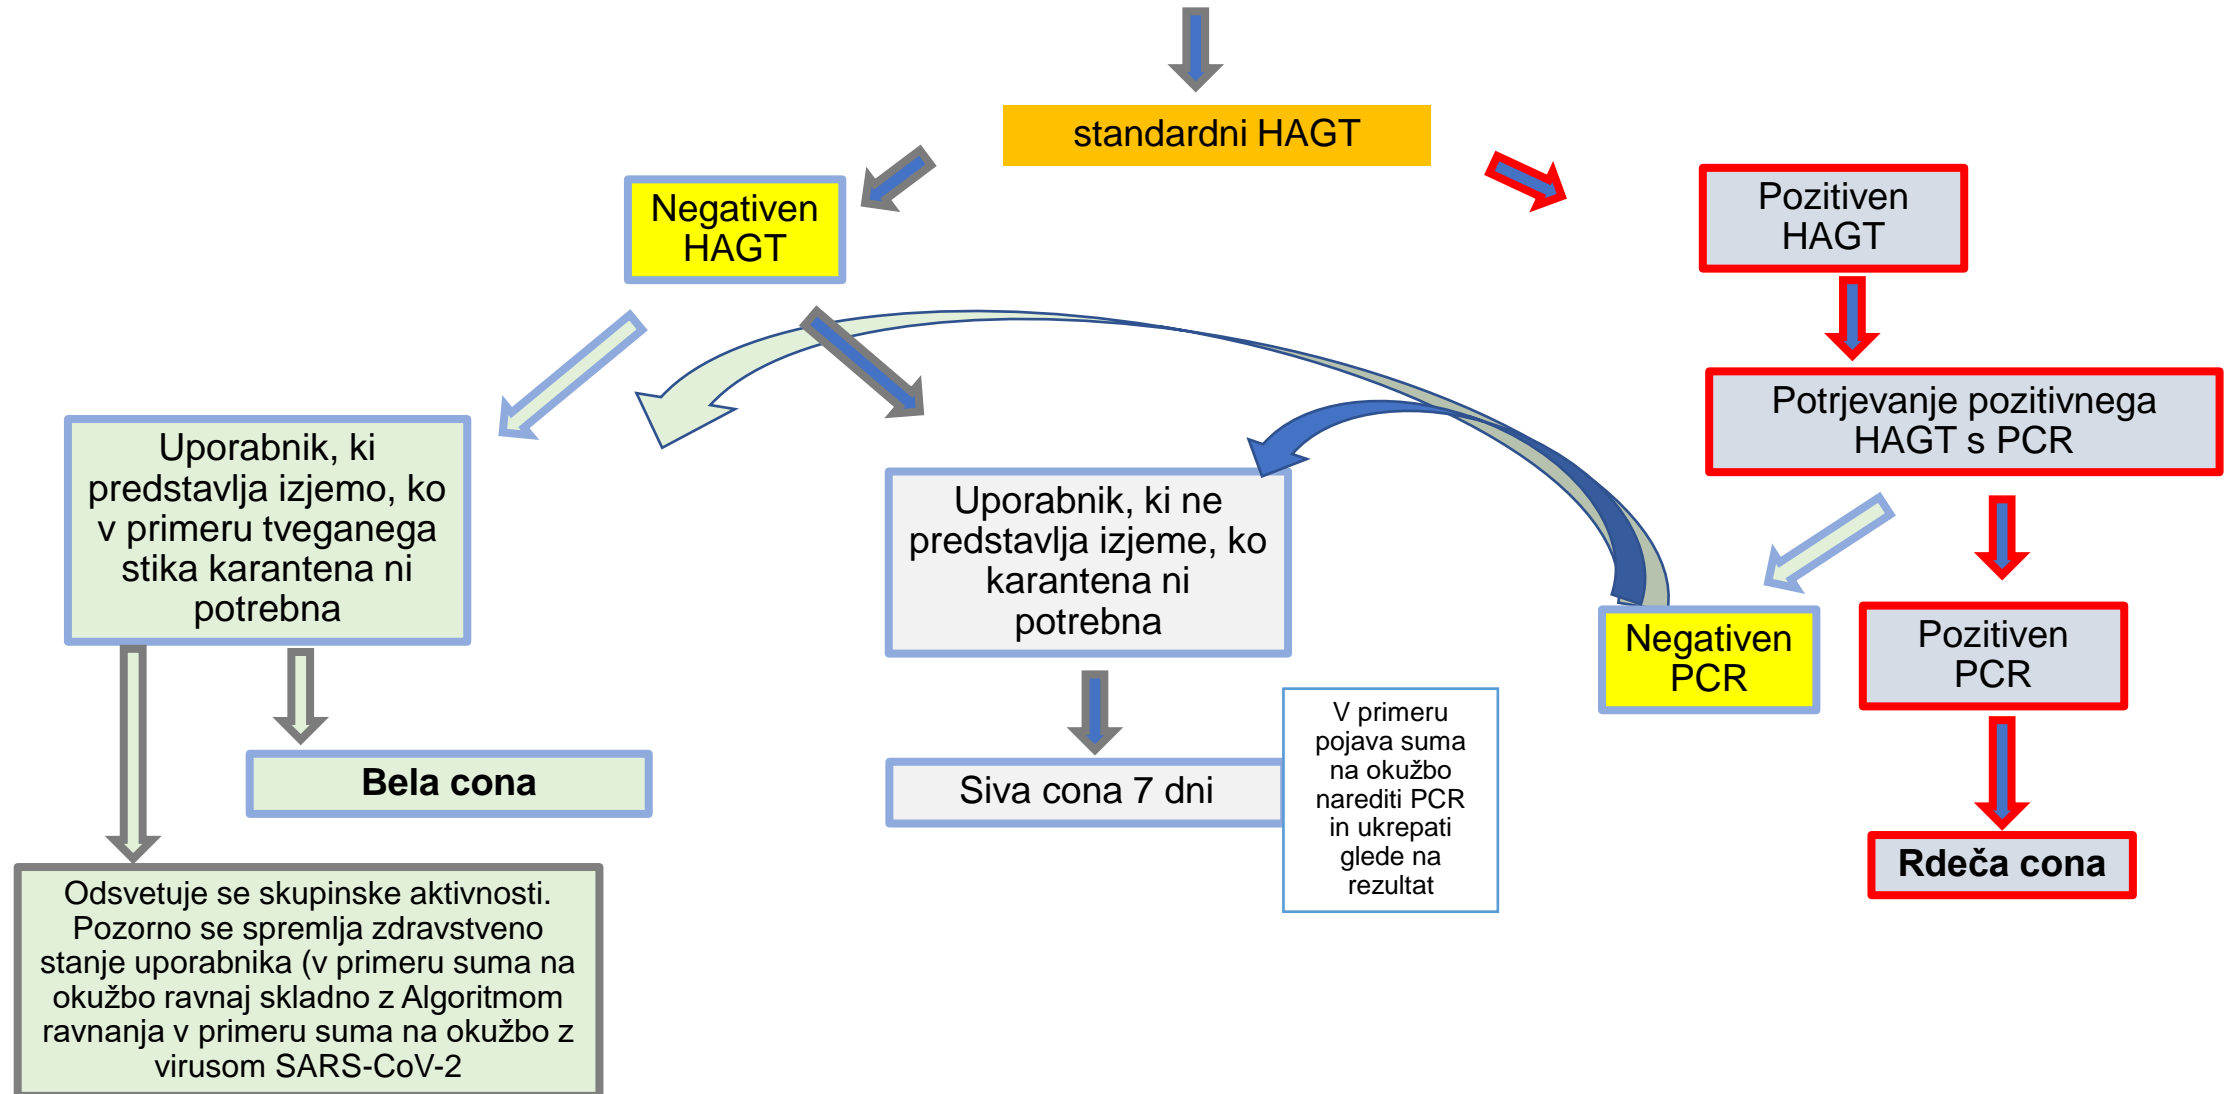 standardni HAGT
Negativen
HAGT
Pozitiven
HAGT
Potrjevanje pozitivnega
HAGT s PCR
Uporabnik, ki
predstavlja izjemo, ko
v primeru tveganega
stika karantena ni
potrebna
Uporabnik, ki ne
predstavlja izjeme, ko
karantena ni
potrebna
Negativen
PCR
Pozitiven
PCR
Bela cona
Siva cona 7 dni
V primeru
pojava suma
na okužbo
narediti PCR
in ukrepati
glede na
rezultat
Rdeča cona
Odsvetuje se skupinske aktivnosti.
Pozorno se spremlja zdravstveno
stanje uporabnika (v primeru suma na
okužbo ravnaj skladno z Algoritmom
ravnanja v primeru suma na okužbo z
virusom SARS-CoV-2